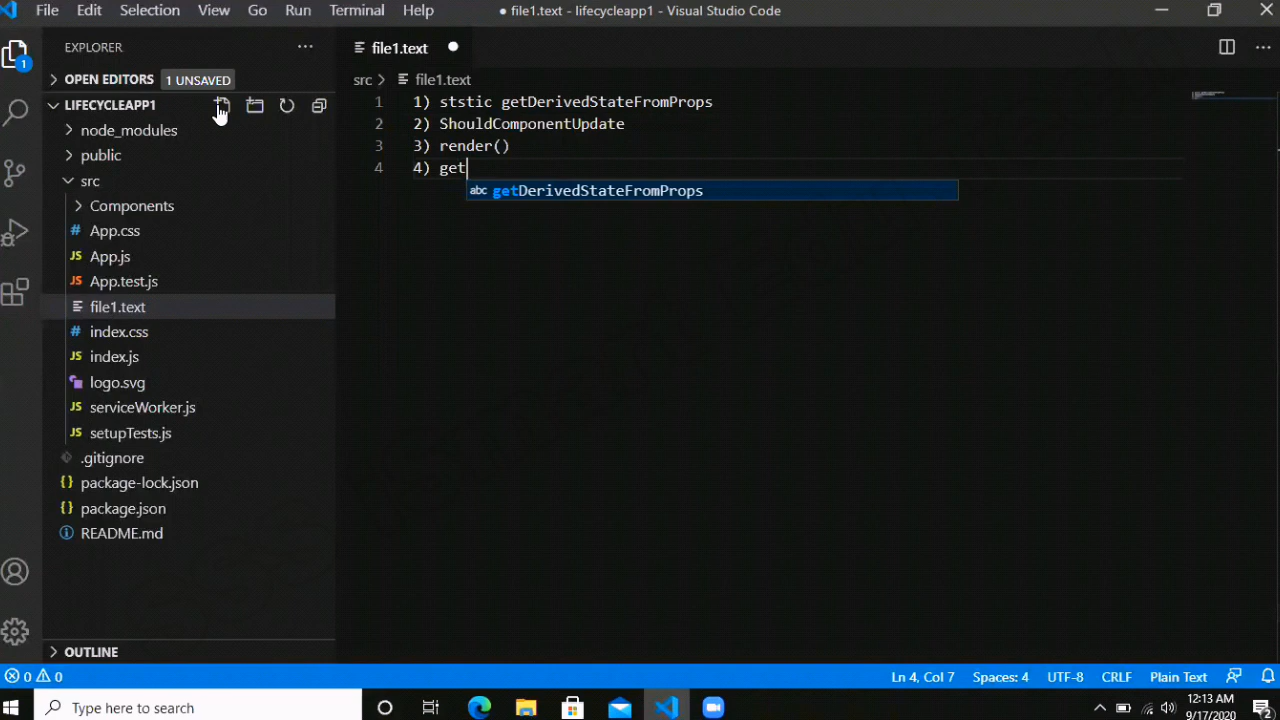 File Edit Selection View Go Run Terminal Help
● file1.text - lifecycleapp1 - Visual Studio Code
EXPLORER
file1.text
OPEN EDITORS 1 UNSAVED
src > file1.text
LIFECYCLEAPP1
node_modules
public
src
Components
App.css
App.js
App.test.js
file1.text
index.css
index.js
logo.svg
serviceWorker.js
setupTests.js
.gitignore
package-lock.json
package.json
README.md
OUTLINE
1 1) ststic getDerivedStateFromProps
2 2) ShouldComponentUpdate
3 3) render()
4 4) get
abc getDerivedStateFromProps
1
0 0
Ln 4, Col 7 Spaces: 4 UTF-8 CRLF Plain Text
Type here to search
12:13 AM
9/17/2020
2